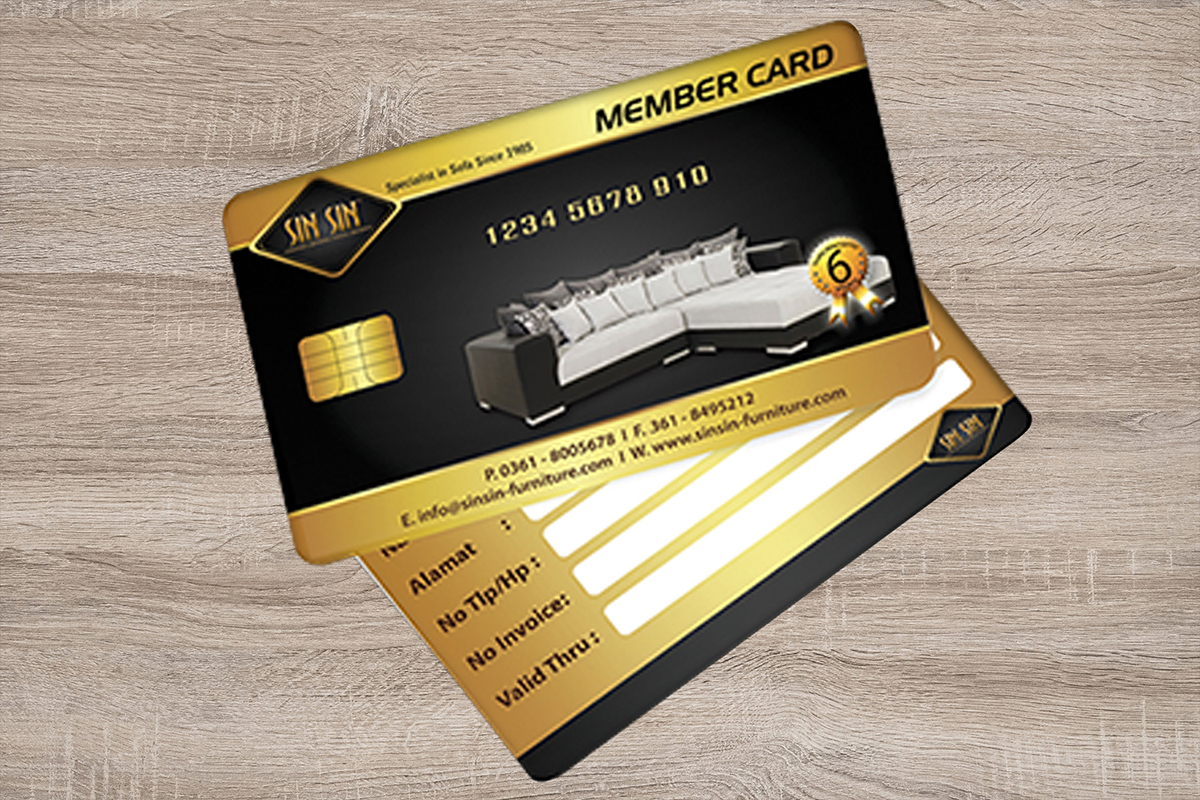 MEMBER CARD
Specialist in Sofa Since 1985
SIN SIN
1234 5678 910
6
P. 0361 - 8005678 I F. 361 - 8495212
E. info@sinsin-furniture.com I W. www.sinsin-furniture.com
SIN SIN
Alamat :
No Tlp/Hp :
No Invoice:
Valid Thru :